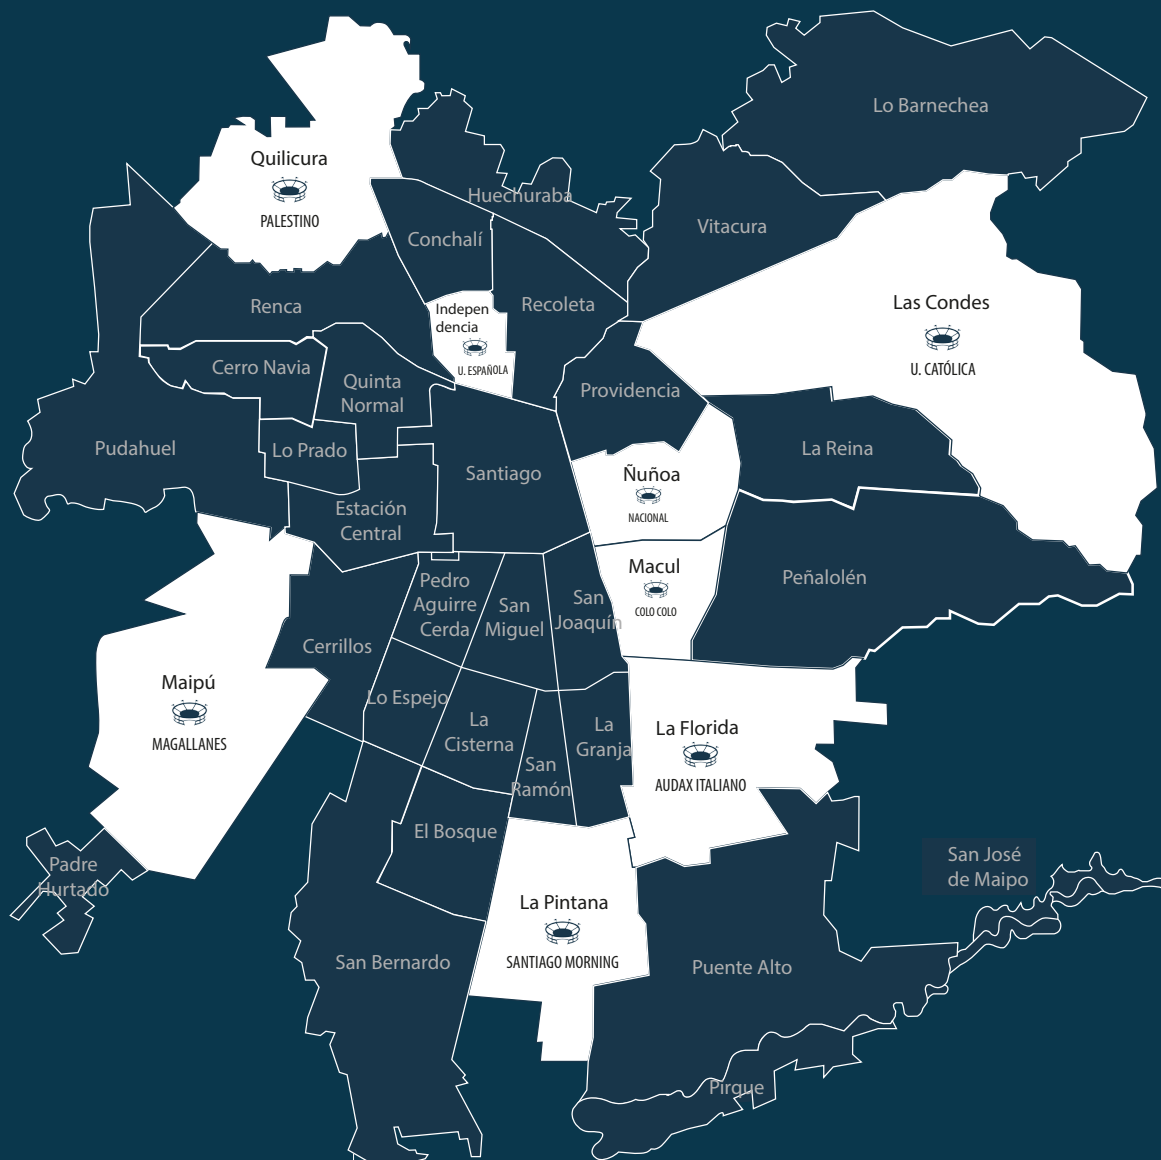 Lo Barnechea
Quilicura
PALESTINO
Huechuraba
Vitacura
Conchalí
Renca
Recoleta
Indepen
dencia
U. ESPAÑOLA
Las Condes
U. CATÓLICA
Cerro Navia
Quinta
Normal
Providencia
Pudahuel
Lo Prado
Santiago
La Reina
Ñuñoa
NACIONAL
Estación
Central
Macul
COLO COLO
Peñalolén
Pedro
Aguirre
Cerda
San
Miguel
San
Joaquín
Cerrillos
Maipú
MAGALLANES
Lo Espejo
La
Cisterna
La
Granja
La Florida
AUDAX ITALIANO
San
Ramón
El Bosque
Padre
Hurtado
San José
de Maipo
La Pintana
SANTIAGO MORNING
San Bernardo
Puente Alto
Pirque